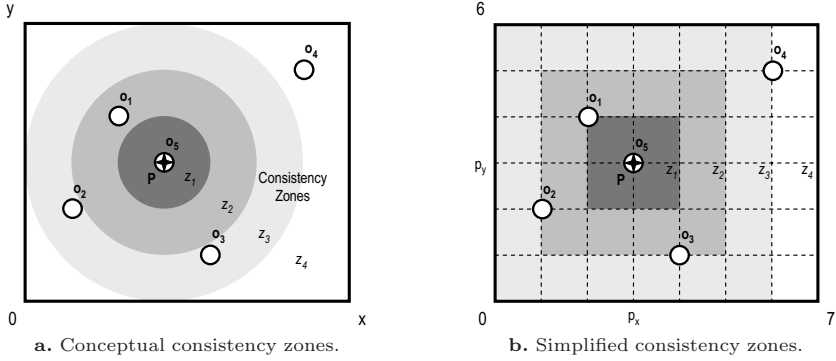 y
o4
o1
o5
P
z1
Consistency
Zones
o2
z2
o3
z3
z4
0
x
a. Conceptual consistency zones.
6
o4
o1
o5
py
P
z1
z2
z3
z4
o2
o3
0
px
7
b. Simplified consistency zones.